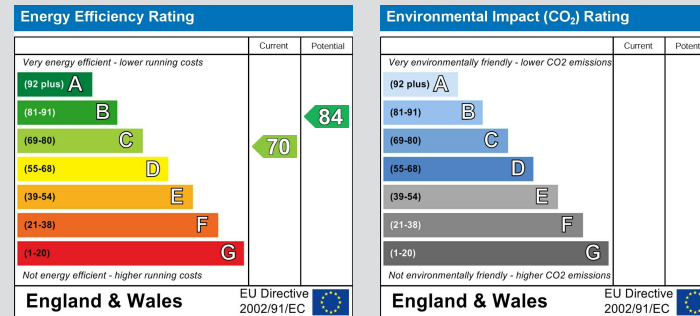 Energy Efficiency Rating
Current Potential
Very energy efficient - lower running costs
(92 plus) A
(81-91) B
84
(69-80) C
70
(55-68) D
(39-54) E
(21-38) F
(1-20) G
Not energy efficient - higher running costs
England & Wales
EU Directive
2002/91/EC
Environmental Impact (CO₂) Rating
Current Potent
Very environmentally friendly - lower CO2 emissions
(92 plus) A
(81-91) B
(69-80) C
(55-68) D
(39-54) E
(21-38) F
(1-20) G
Not environmentally friendly - higher CO2 emissions
England & Wales
EU Directive
2002/91/EC